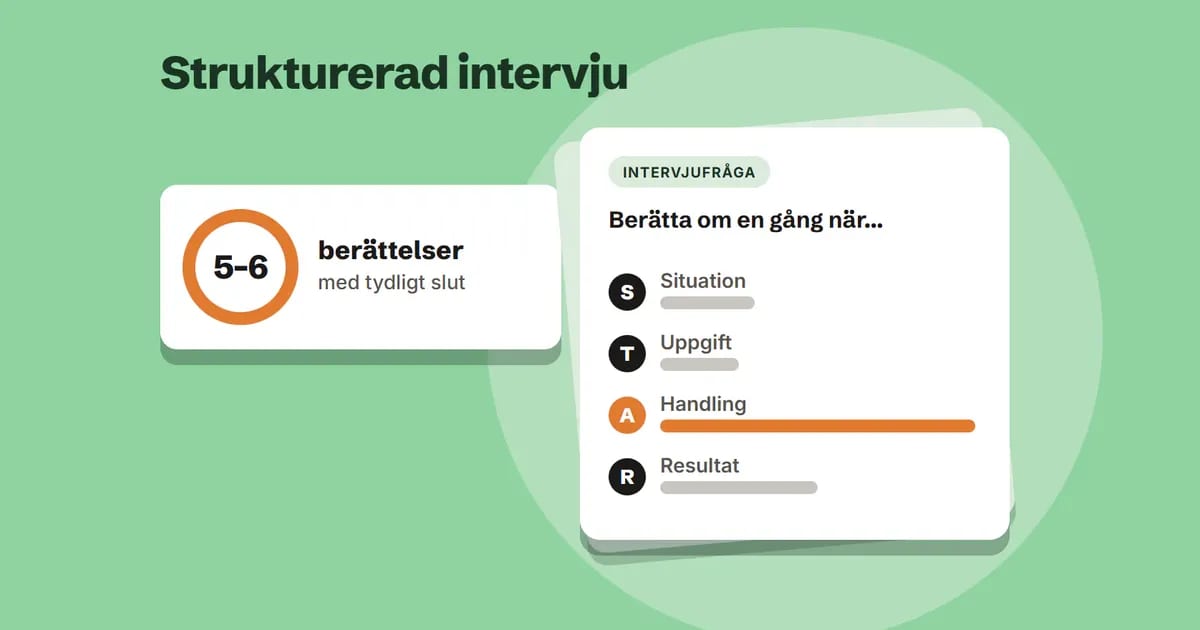 Strukturerad intervju
5-6
berättelser
med tydligt slut
INTERVJUFRÅGA
Berätta om en gång när...
S
Situation
T
Uppgift
A
Handling
R
Resultat